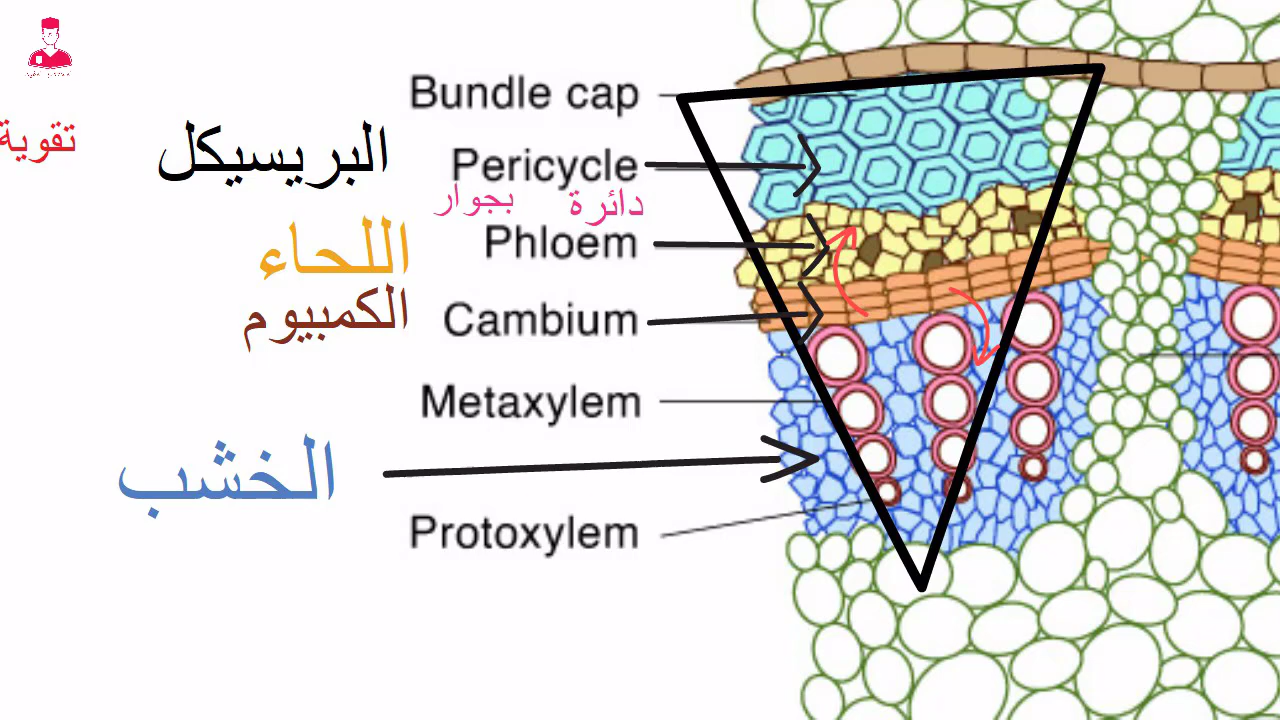 Bundle cap
تقوية
البريسيكل
Pericycle
دائرة بجوار
اللحاء
Phloem
الكمبيوم
Cambium
Metaxylem
الخشب
Protoxylem